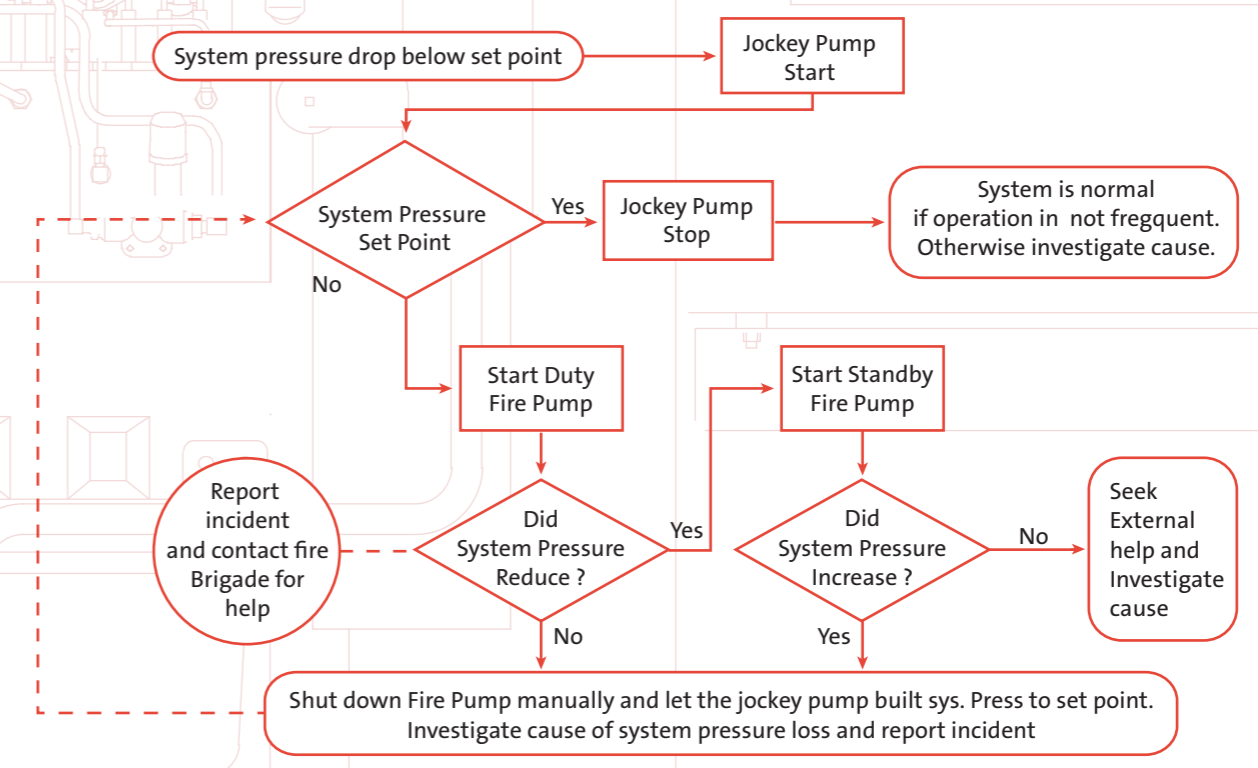 System pressure drop below set point
Jockey Pump
Start
System Pressure
Set Point
Yes
Jockey Pump
Stop
System is normal
if operation in not fregquent.
Otherwise investigate cause.
No
Start Duty
Fire Pump
Start Standby
Fire Pump
Report
incident
and contact fire
Brigade for
help
Did
System Pressure
Reduce ?
Yes
Did
System Pressure
Increase ?
No
Seek
External
help and
Investigate
cause
No
Yes
Shut down Fire Pump manually and let the jockey pump built sys. Press to set point.
Investigate cause of system pressure loss and report incident